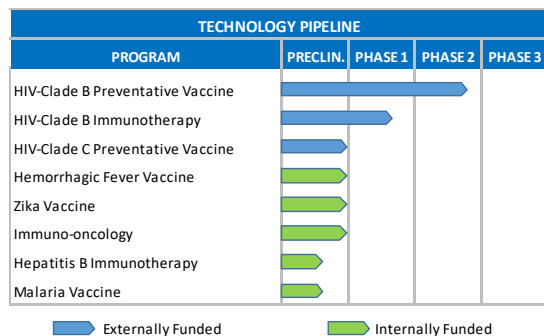 TECHNOLOGY PIPELINE
PROGRAM PRECLIN. PHASE 1 PHASE 2 PHASE 3
HIV-Clade B Preventative Vaccine
HIV-Clade B Immunotherapy
HIV-Clade C Preventative Vaccine
Hemorrhagic Fever Vaccine
Zika Vaccine
Immuno-oncology
Hepatitis B Immunotherapy
Malaria Vaccine
Externally Funded Internally Funded